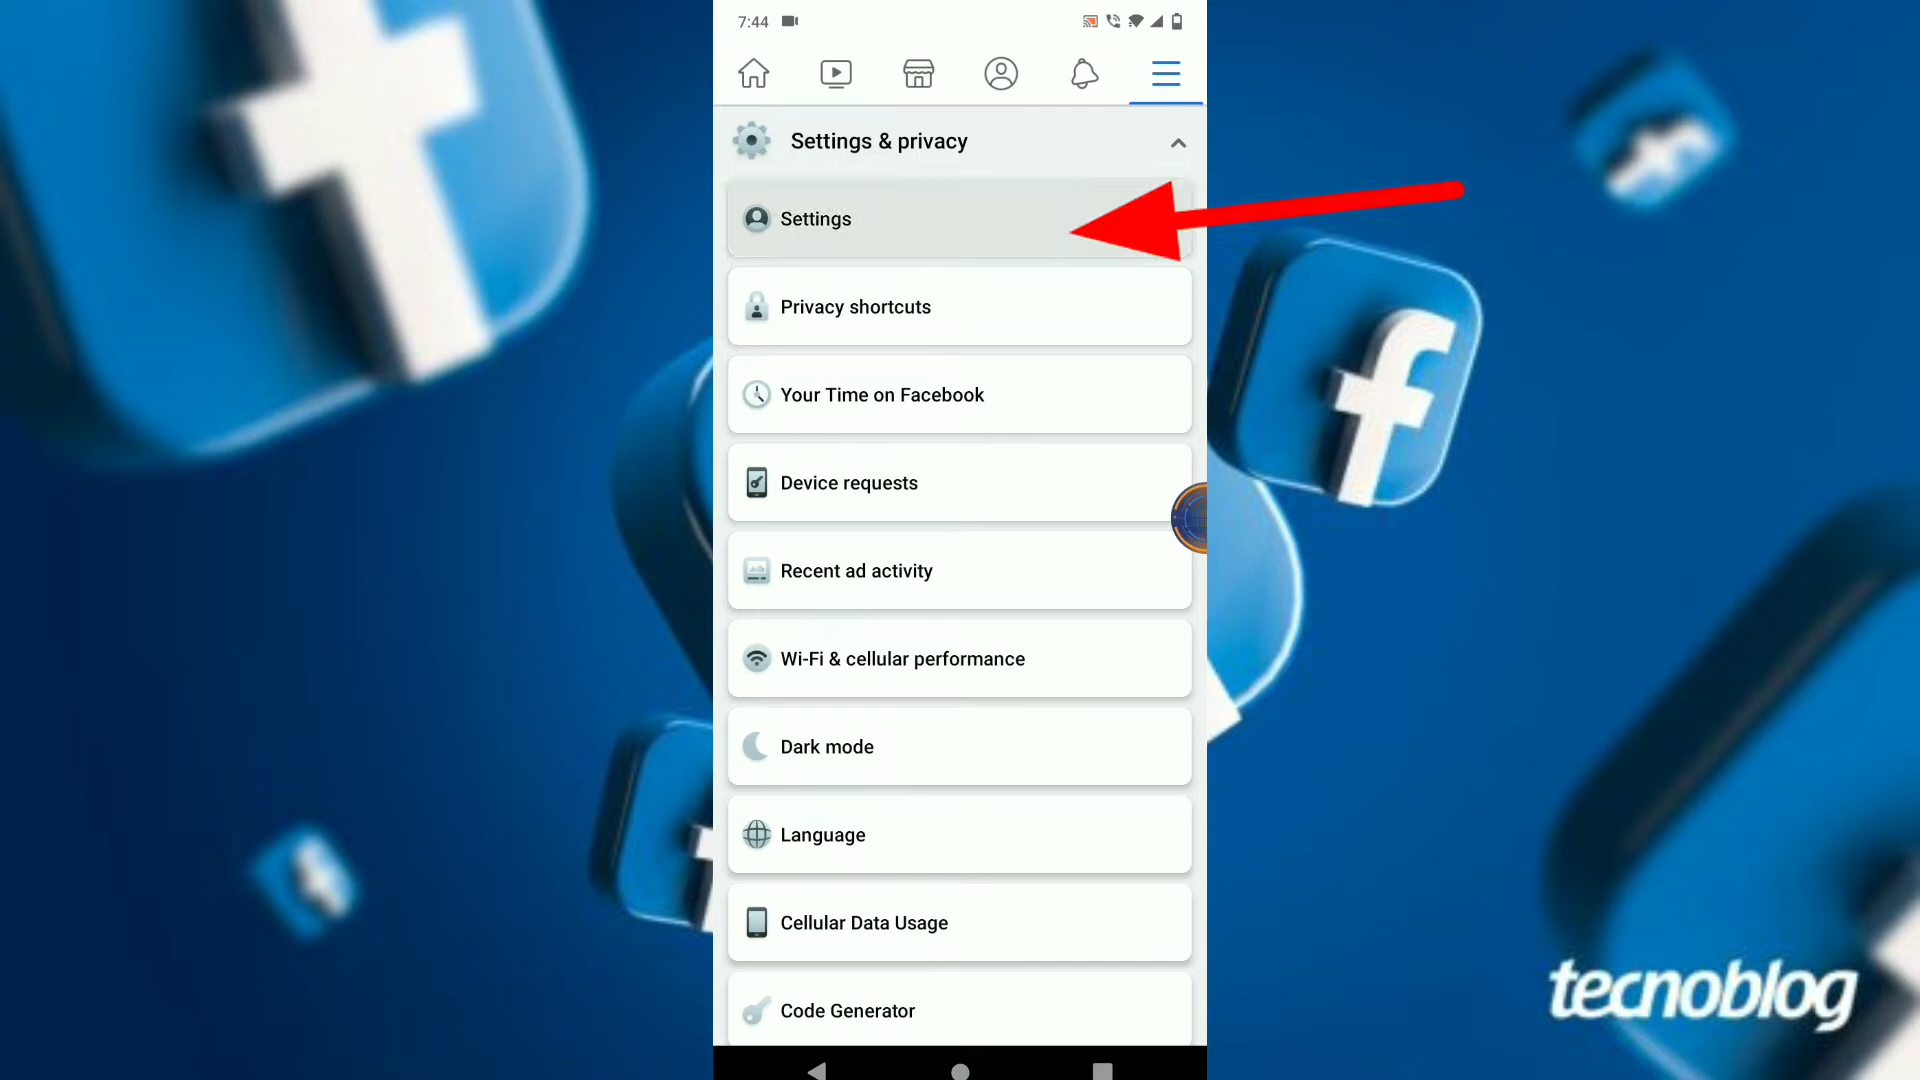 7:44
Settings & privacy
Settings
Privacy shortcuts
Your Time on Facebook
Device requests
Recent ad activity
Wi-Fi & cellular performance
Dark mode
Language
Cellular Data Usage
Code Generator
tecnoblog